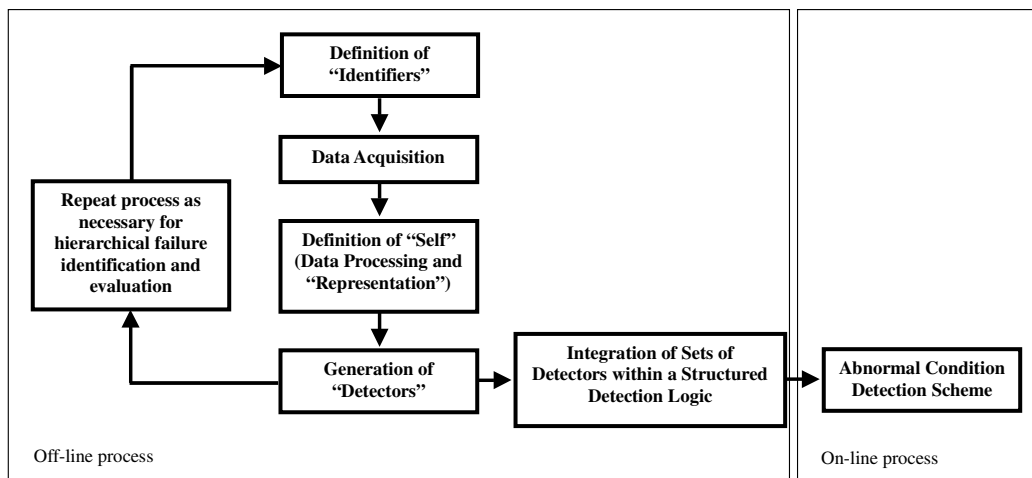 Definition of
“Identifiers”
Data Acquisition
Repeat process as
necessary for
hierarchical failure
identification and
evaluation
Definition of “Self”
(Data Processing and
“Representation”)
Generation of
“Detectors”
Integration of Sets of
Detectors within a Structured
Detection Logic
Abnormal Condition
Detection Scheme
Off-line process
On-line process